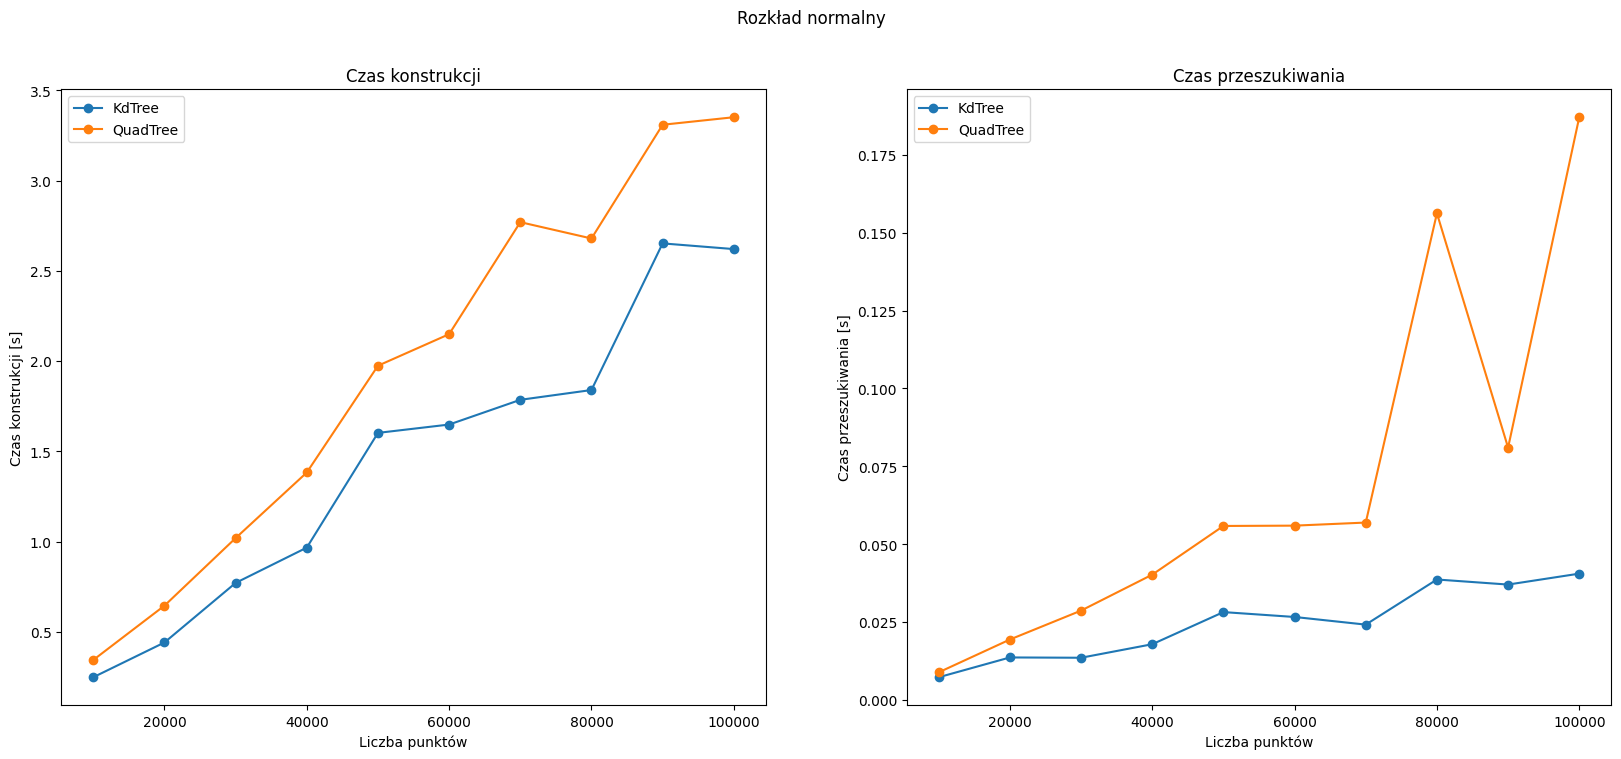 Rozkład normalny
Czas konstrukcji
KdTree
QuadTree
3.5
3.0
2.5
2.0
1.5
1.0
0.5
Czas konstrukcji [s]
20000 40000 60000 80000 100000
Liczba punktów
Czas przeszukiwania
KdTree
QuadTree
0.175
0.150
0.125
0.100
0.075
0.050
0.025
0.000
Czas przeszukiwania [s]
20000 40000 60000 80000 100000
Liczba punktów